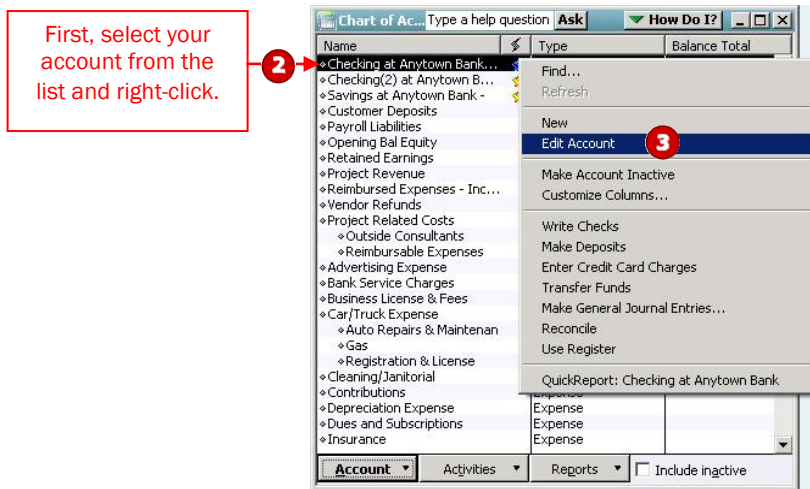 First, select your
account from the
list and right-click.
2
Chart of Ac... Type a help question Ask How Do I?
Name Type Balance Total
Checking at Anytown Bank...
Checking(2) at Anytown B...
Savings at Anytown Bank -
Customer Deposits
Payroll Liabilities
Opening Bal Equity
Retained Earnings
Project Revenue
Reimbursed Expenses - Inc...
Vendor Refunds
Project Related Costs
Outside Consultants
Reimbursable Expenses
Advertising Expense
Bank Service Charges
Business License & Fees
Car/Truck Expense
Auto Repairs & Maintenan
Gas
Registration & License
Cleaning/Janitorial
Contributions Expense
Depreciation Expense Expense
Dues and Subscriptions Expense
Insurance Expense
Find...
Refresh
New
Edit Account 3
Make Account Inactive
Customize Columns...
Write Checks
Make Deposits
Enter Credit Card Charges
Transfer Funds
Make General Journal Entries...
Reconcile
Use Register
QuickReport: Checking at Anytown Bank
Account Activities Reports Include inactive